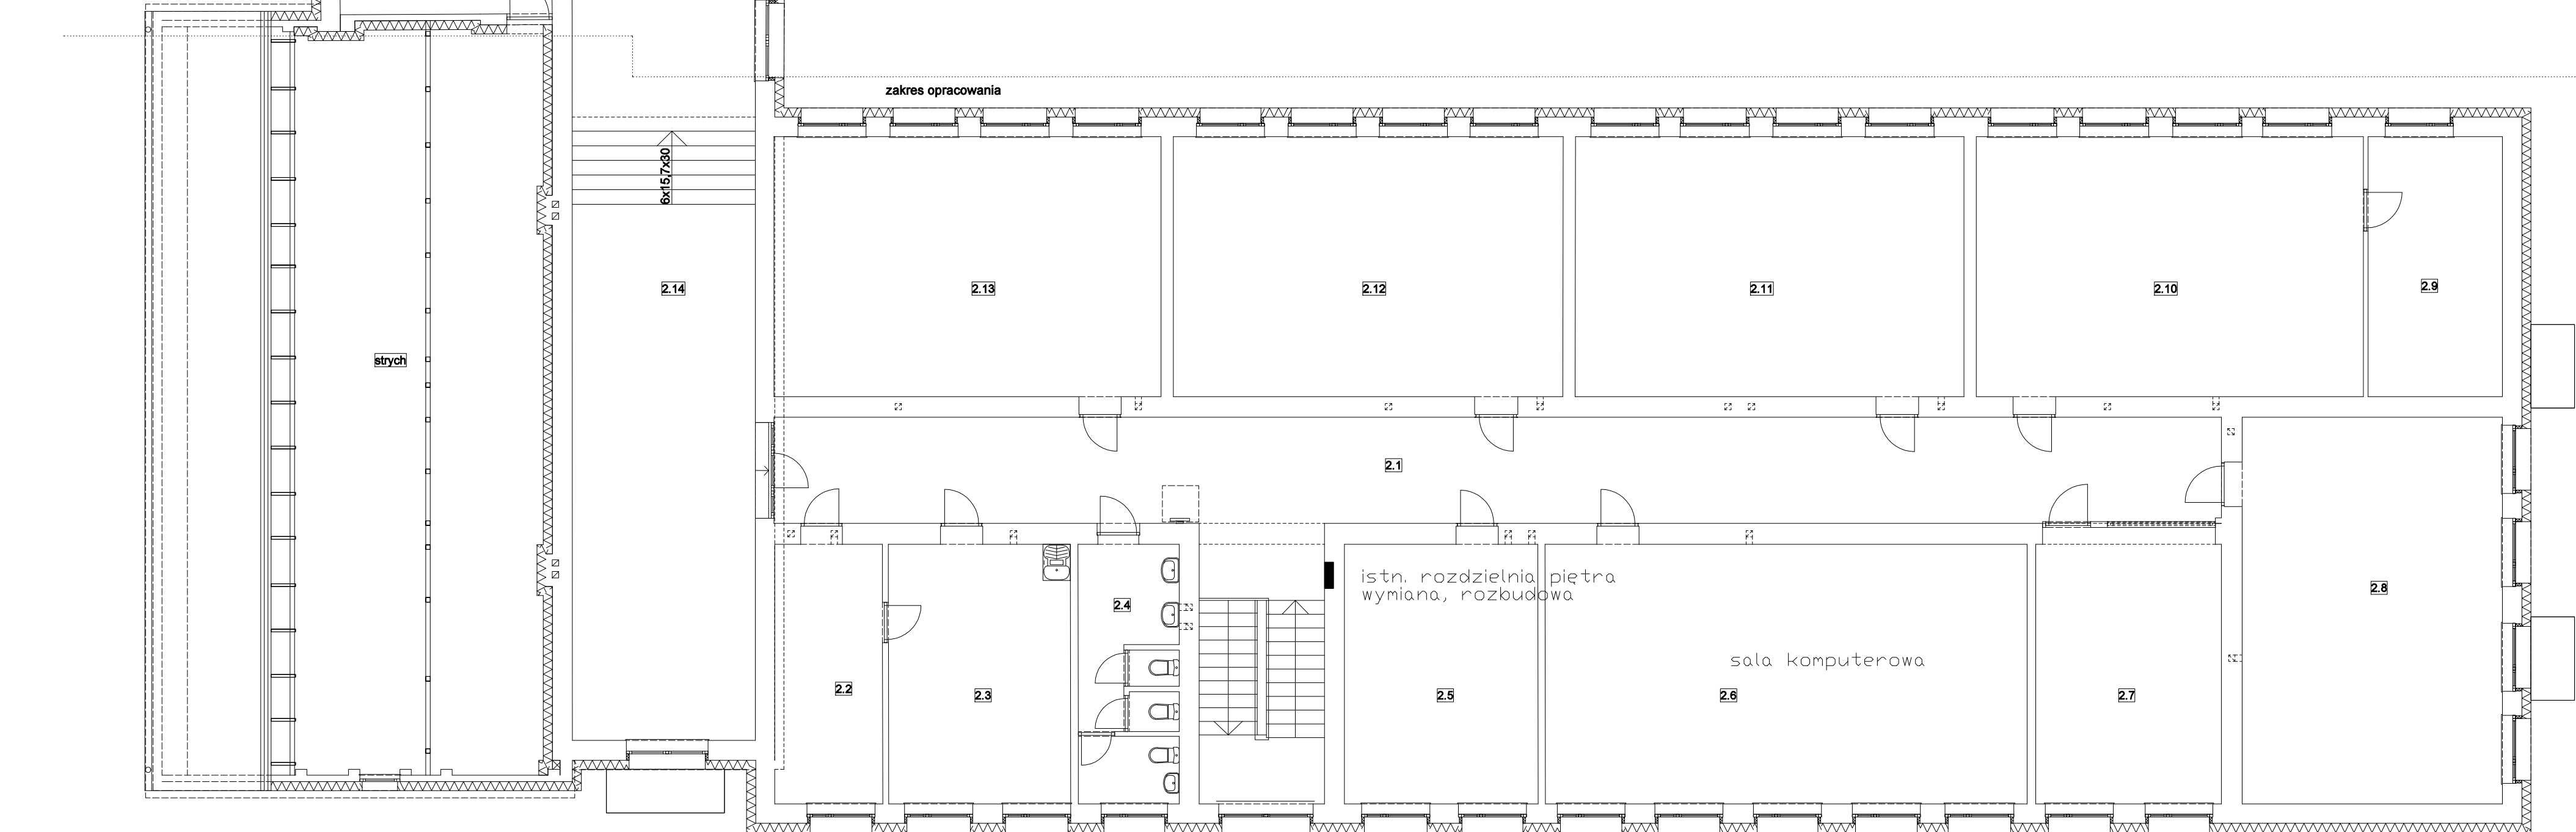 zakres opracowania
6x15,7x30
2.14
2.13
2.12
2.11
2.10
2.9
strych
2.1
istn. rozdzielnia piętra
wymiana, rozbudowa
2.4
2.8
sala komputerowa
2.2
2.3
2.5
2.6
2.7